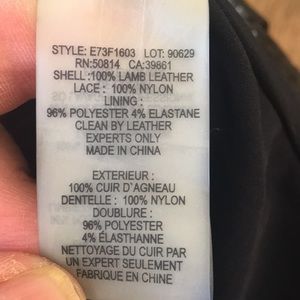 STYLE: E73F1603 LOT: 90629
RN:50814 CA:39861
SHELL :100% LAMB LEATHER
LACE : 100% NYLON
LINING :
96% POLYESTER 4% ELASTANE
CLEAN BY LEATHER
EXPERTS ONLY
MADE IN CHINA
EXTERIEUR :
100% CUIR D'AGNEAU
DENTELLE : 100% NYLON
DOUBLURE :
96% POLYESTER
4% ÉLASTHANNE
NETTOYAGE DU CUIR PAR
UN EXPERT SEULEMENT
FABRIQUE EN CHINE